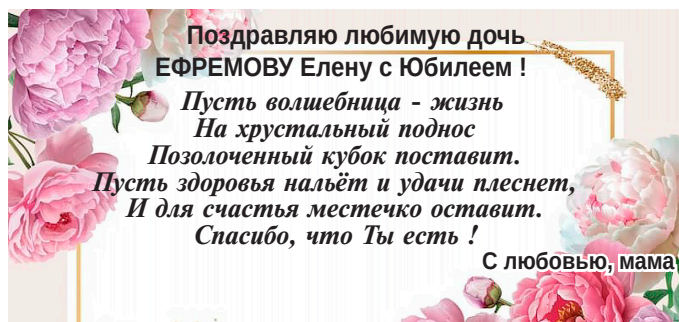 Поздравляю любимую дочь
ЕФРЕМОВУ Елену с Юбилеем !
Пусть волшебница - жизнь
На хрустальный поднос
Позолоченный кубок поставит.
Пусть здоровья нальёт и удачи плеснет,
И для счастья местечко оставит.
Спасибо, что Ты есть !
С любовью, мама